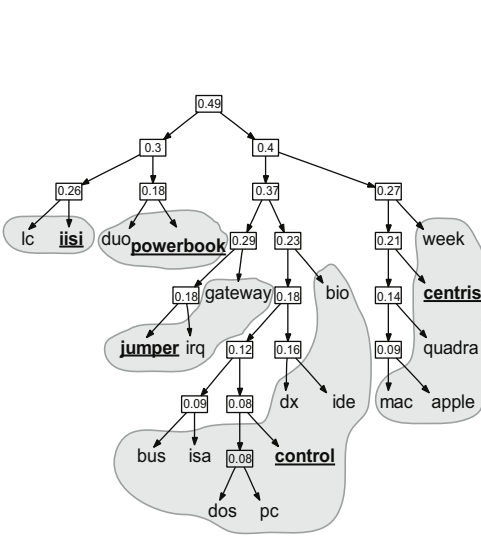 0.49
0.3 0.4
0.26 0.18 0.37 0.27
lc iisi duo powerbook 0.29 0.23 0.21 week
0.18 gateway 0.18 bio 0.14 centris
jumper irq 0.12 0.16 0.09 quadra
0.09 0.08 dx ide mac apple
bus isa 0.08 control
dos pc